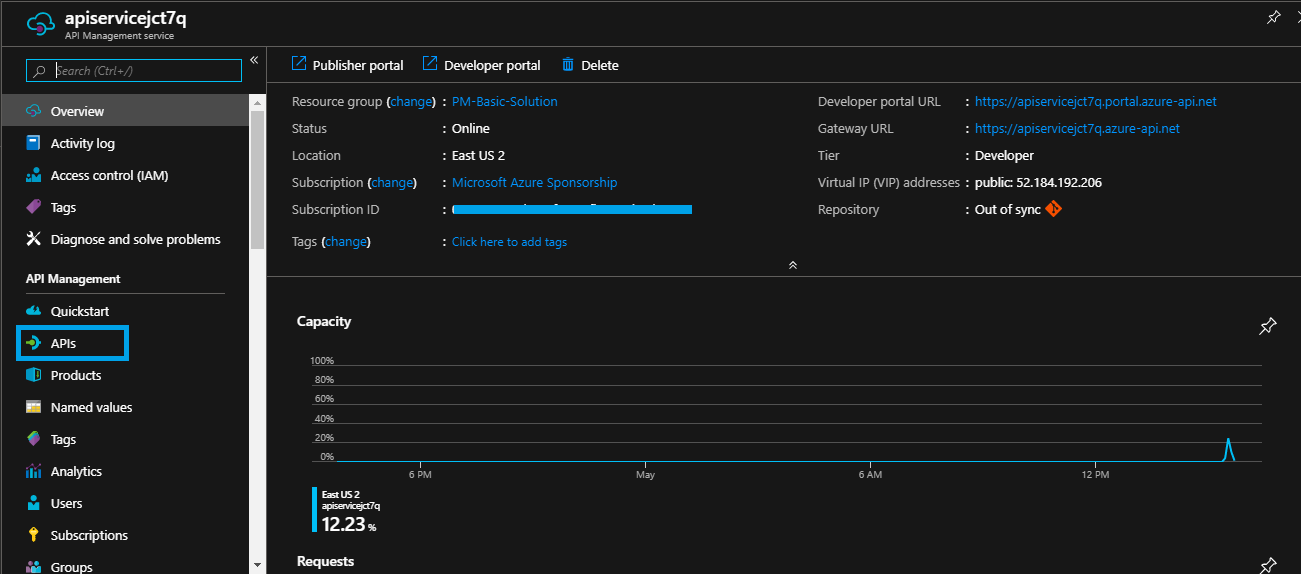 apiservicejct7q
API Management service
Search (Ctrl+/)
Overview
Activity log
Access control (IAM)
Tags
Diagnose and solve problems
API Management
Quickstart
APIs
Products
Named values
Tags
Analytics
Users
Subscriptions
Groups
Publisher portal Developer portal Delete
Resource group (change) : PM-Basic-Solution
Status : Online
Location : East US 2
Subscription (change) : Microsoft Azure Sponsorship
Subscription ID :
Tags (change) : Click here to add tags
Developer portal URL : https://apiservicejct7q.portal.azure-api.net
Gateway URL : https://apiservicejct7q.azure-api.net
Tier : Developer
Virtual IP (VIP) addresses : public: 52.184.192.206
Repository : Out of sync
Capacity
100%
80%
60%
40%
20%
0%
6 PM May 6 AM 12 PM
East US 2
apiservicejct7q
12.23 %
Requests